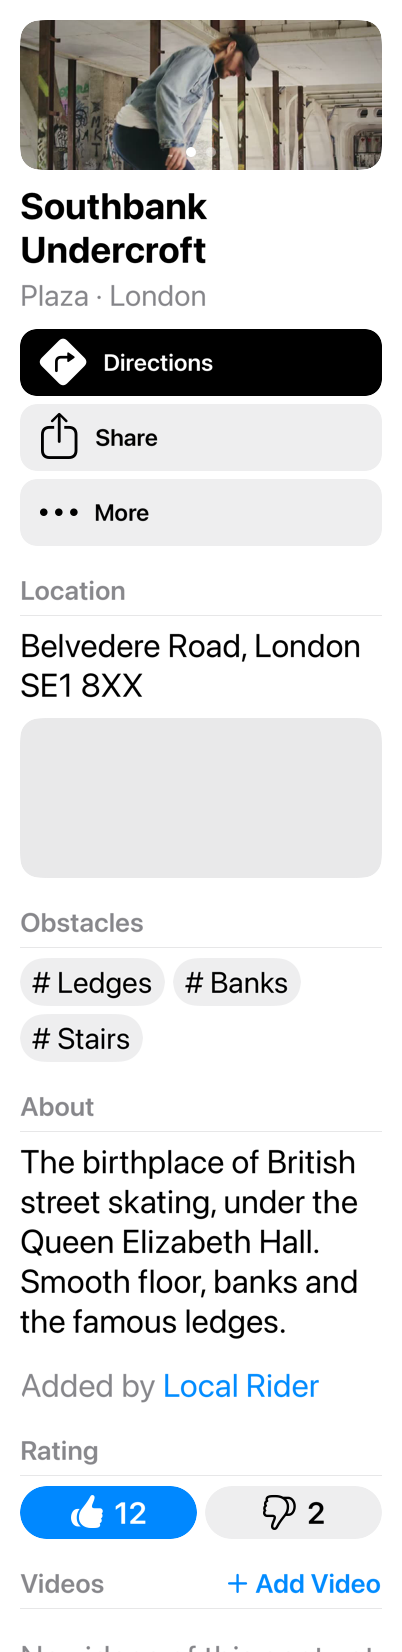 Southbank
Undercroft
Plaza · London
Directions
Share
More
Location
Belvedere Road, London
SE1 8XX
Obstacles
# Ledges # Banks
# Stairs
About
The birthplace of British
street skating, under the
Queen Elizabeth Hall.
Smooth floor, banks and
the famous ledges.
Added by Local Rider
Rating
12 2
Videos + Add Video